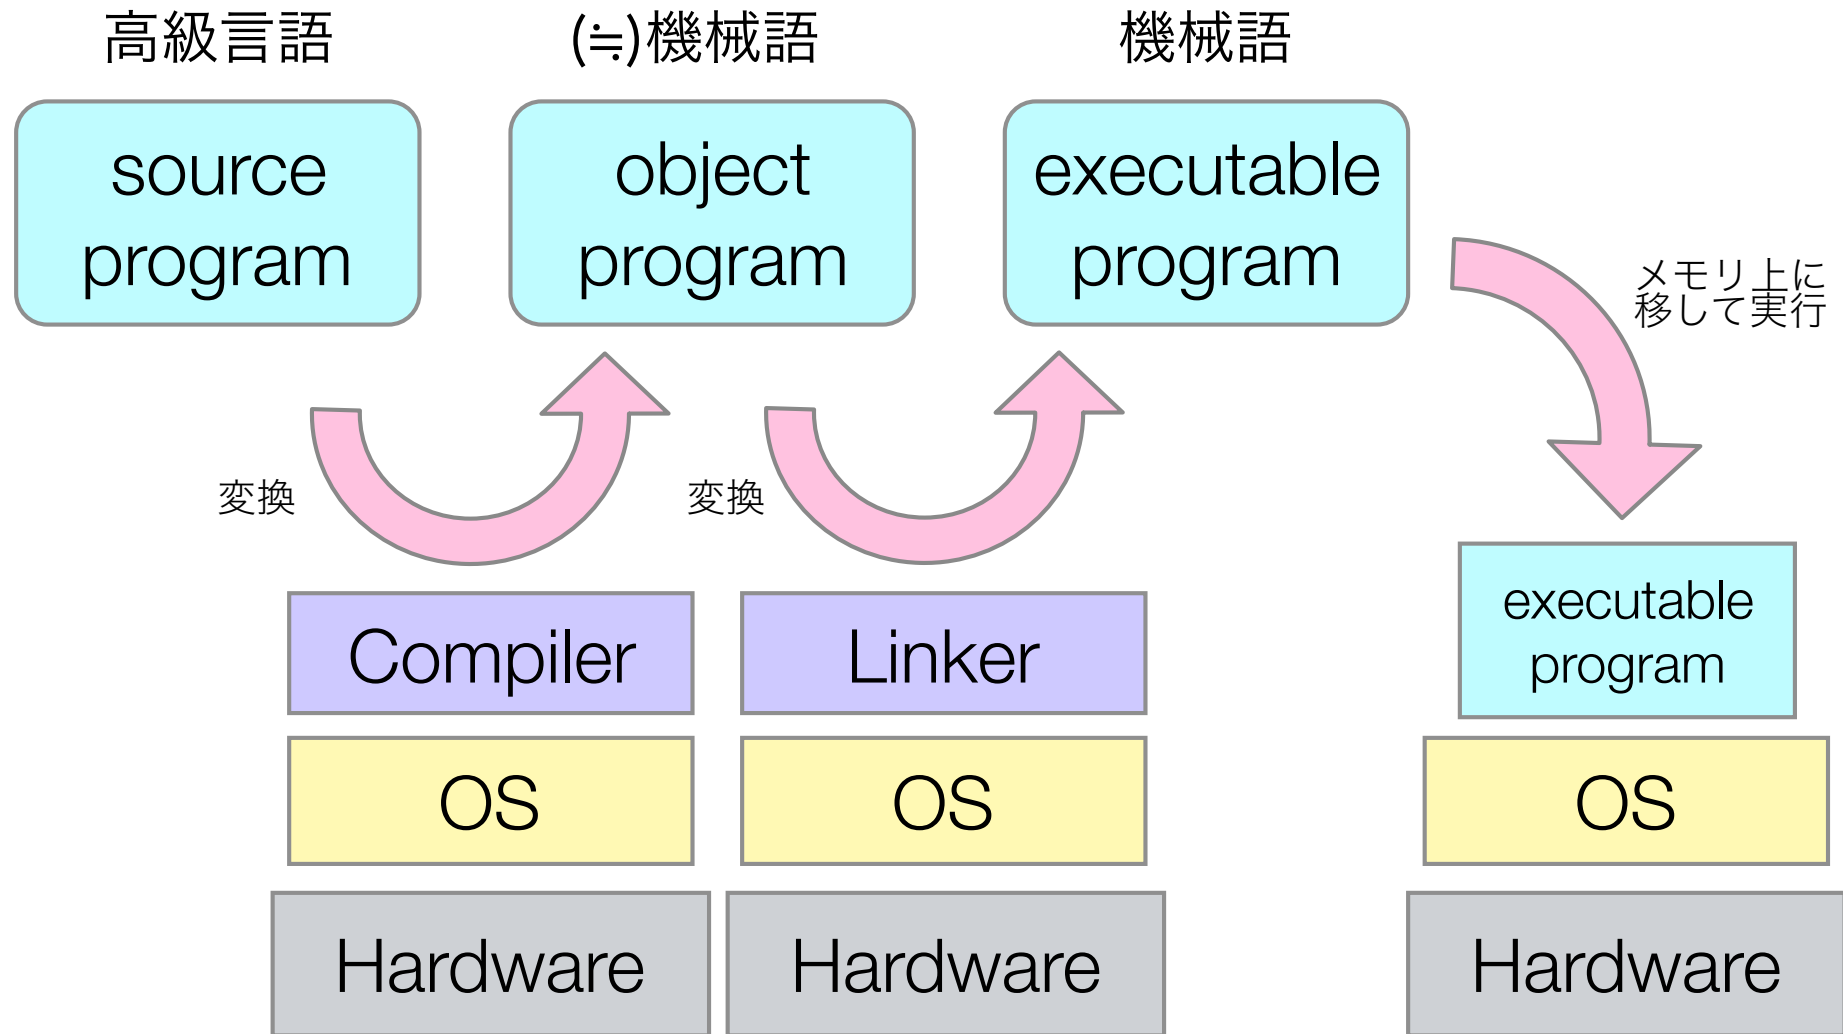 高級言語
(≒)機械語
機械語
source
program
object
program
executable
program
メモリ上に
移して実行
変換
変換
Compiler
Linker
executable
program
OS
OS
OS
Hardware
Hardware
Hardware